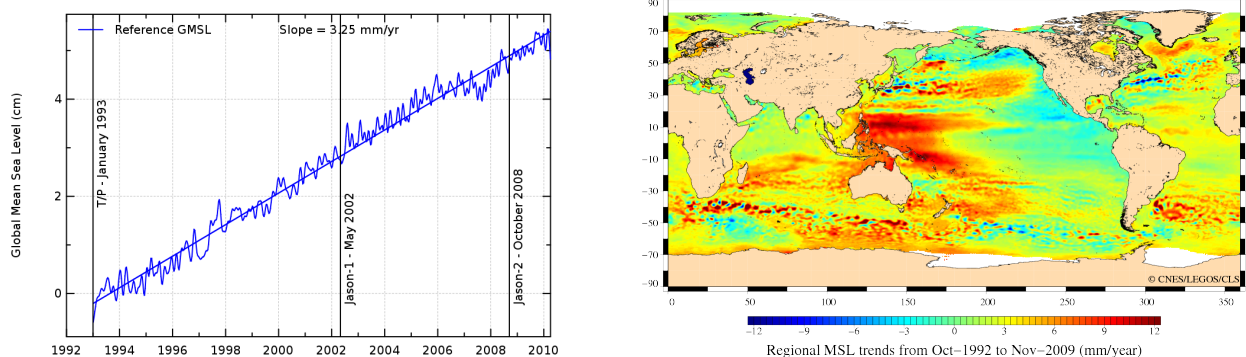 Reference GMSL
Slope = 3.25 mm/yr
Global Mean Sea Level (cm)
4
2
0
T/P - January 1993
Jason-1 - May 2002
Jason-2 - October 2008
1992 1994 1996 1998 2000 2002 2004 2006 2008 2010
90
70
50
30
10
−10
−30
−50
−70
−90
© CNES/LEGOS/CLS
0 50 100 150 200 250 300 350
−12 −9 −6 −3 0 3 6 9 12
Regional MSL trends from Oct−1992 to Nov−2009 (mm/year)